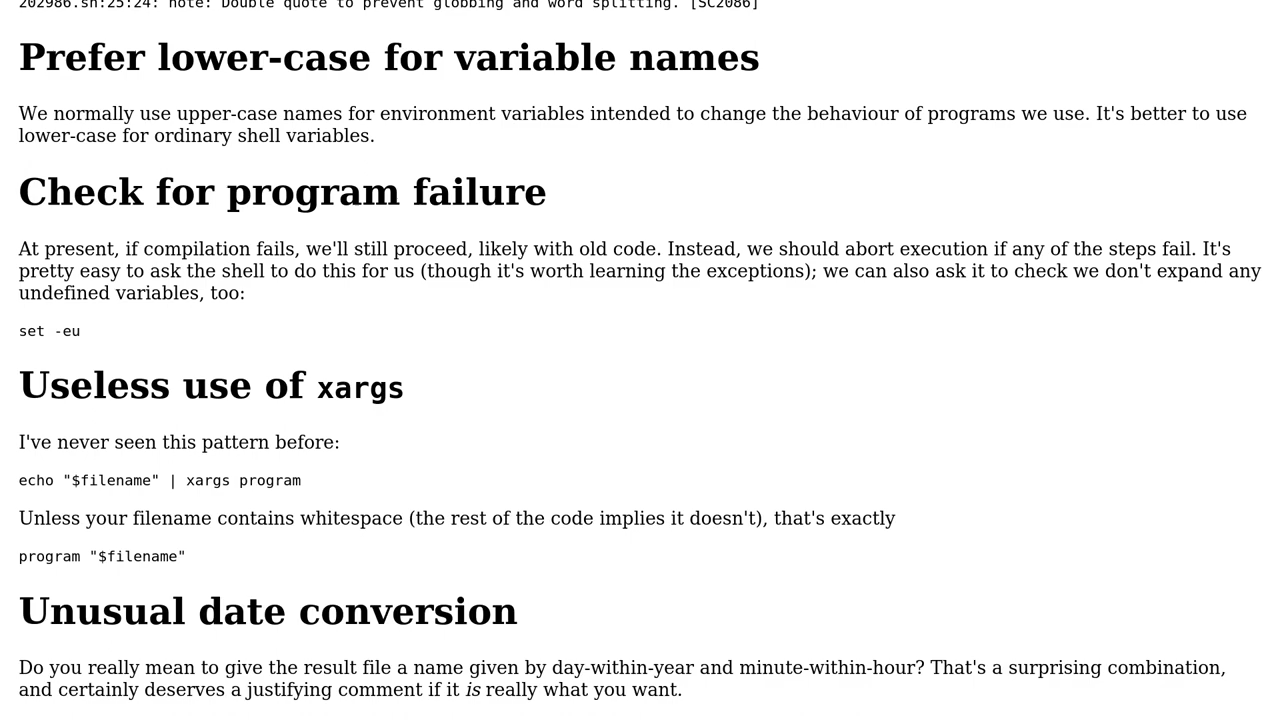 202986.sh:25:24: note: Double quote to prevent globbing and word splitting. [SC2086]
Prefer lower-case for variable names
We normally use upper-case names for environment variables intended to change the behaviour of programs we use. It's better to use
lower-case for ordinary shell variables.
Check for program failure
At present, if compilation fails, we'll still proceed, likely with old code. Instead, we should abort execution if any of the steps fail. It's
pretty easy to ask the shell to do this for us (though it's worth learning the exceptions); we can also ask it to check we don't expand any
undefined variables, too:
set -eu
Useless use of xargs
I've never seen this pattern before:
echo "$filename" | xargs program
Unless your filename contains whitespace (the rest of the code implies it doesn't), that's exactly
program "$filename"
Unusual date conversion
Do you really mean to give the result file a name given by day-within-year and minute-within-hour? That's a surprising combination,
and certainly deserves a justifying comment if it is really what you want.